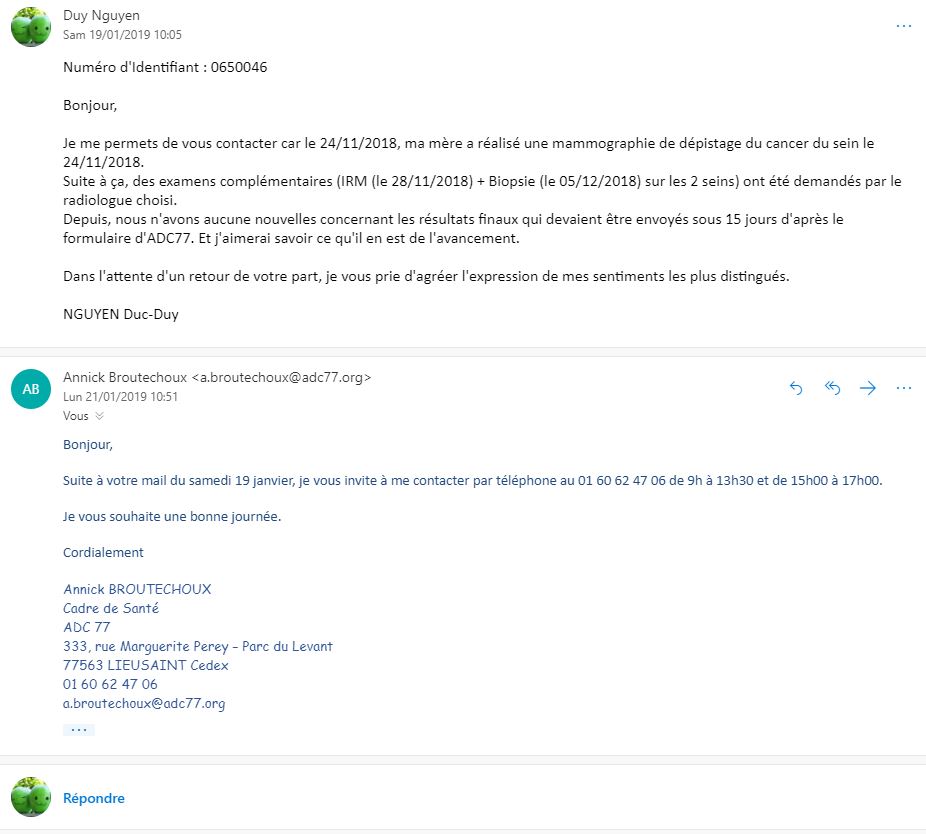 Duy Nguyen
Sam 19/01/2019 10:05
Numéro d'Identifiant : 0650046
Bonjour,
Je me permets de vous contacter car le 24/11/2018, ma mère a réalisé une mammographie de dépistage du cancer du sein le
24/11/2018.
Suite à ça, des examens complémentaires (IRM (le 28/11/2018) + Biopsie (le 05/12/2018) sur les 2 seins) ont été demandés par le
radiologue choisi.
Depuis, nous n'avons aucune nouvelles concernant les résultats finaux qui devaient être envoyés sous 15 jours d'après le
formulaire d'ADC77. Et j'aimerai savoir ce qu'il en est de l'avancement.
Dans l'attente d'un retour de votre part, je vous prie d'agréer l'expression de mes sentiments les plus distingués.
NGUYEN Duc-Duy
AB
Annick Broutechoux <a.broutechoux@adc77.org>
Lun 21/01/2019 10:51
Vous
Bonjour,
Suite à votre mail du samedi 19 janvier, je vous invite à me contacter par téléphone au 01 60 62 47 06 de 9h à 13h30 et de 15h00 à 17h00.
Je vous souhaite une bonne journée.
Cordialement
Annick BROUTECHOUX
Cadre de Santé
ADC 77
333, rue Marguerite Perey – Parc du Levant
77563 LIEUSAINT Cedex
01 60 62 47 06
a.broutechoux@adc77.org
Répondre